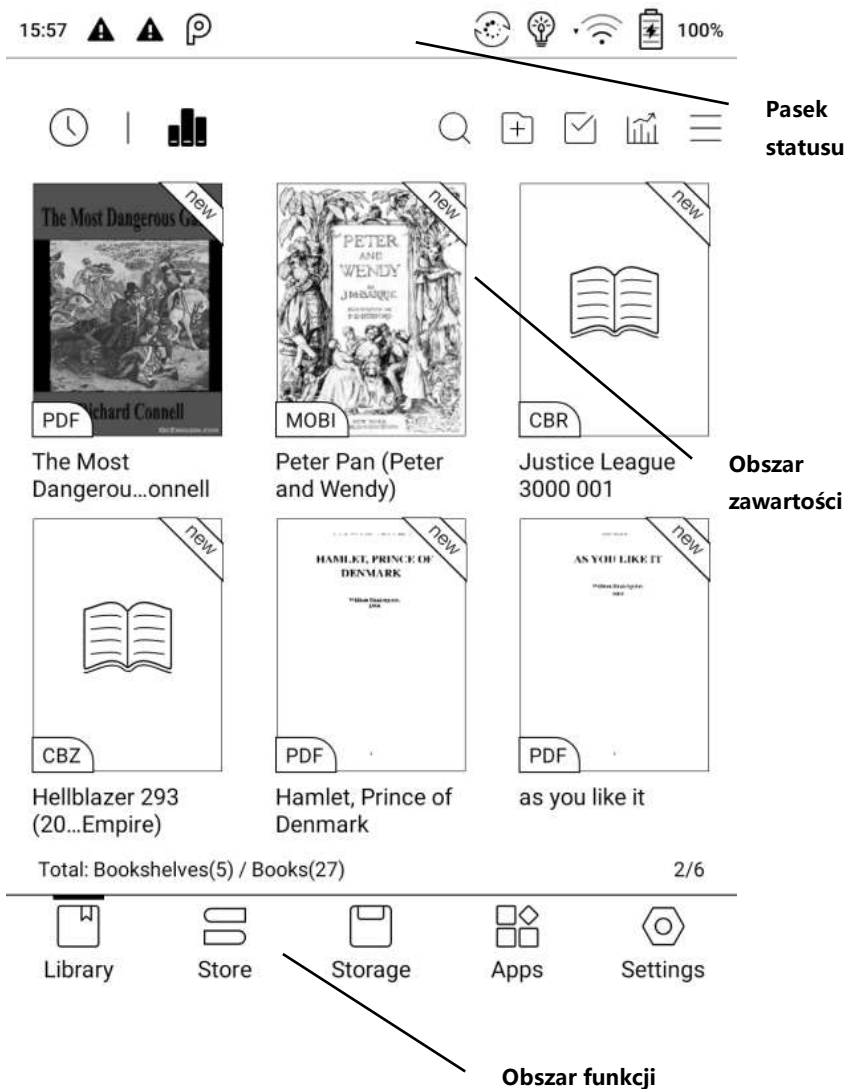 15:57 100%
Pasek
statusu
new new new
The Most Dangerous
PETER
AND
WENDY
BY
J.M.BARRIE
Richard Connell
PDF MOBI CBR
The Most Peter Pan (Peter Justice League
Dangerou...onnell and Wendy) 3000 001
Obszar
zawartości
new new new
HAMLET, PRINCE OF AS YOU LIKE IT
DENMARK
CBZ PDF PDF
Hellblazer 293 Hamlet, Prince of as you like it
(20...Empire) Denmark
Total: Bookshelves(5) / Books(27) 2/6
Library Store Storage Apps Settings
Obszar funkcji